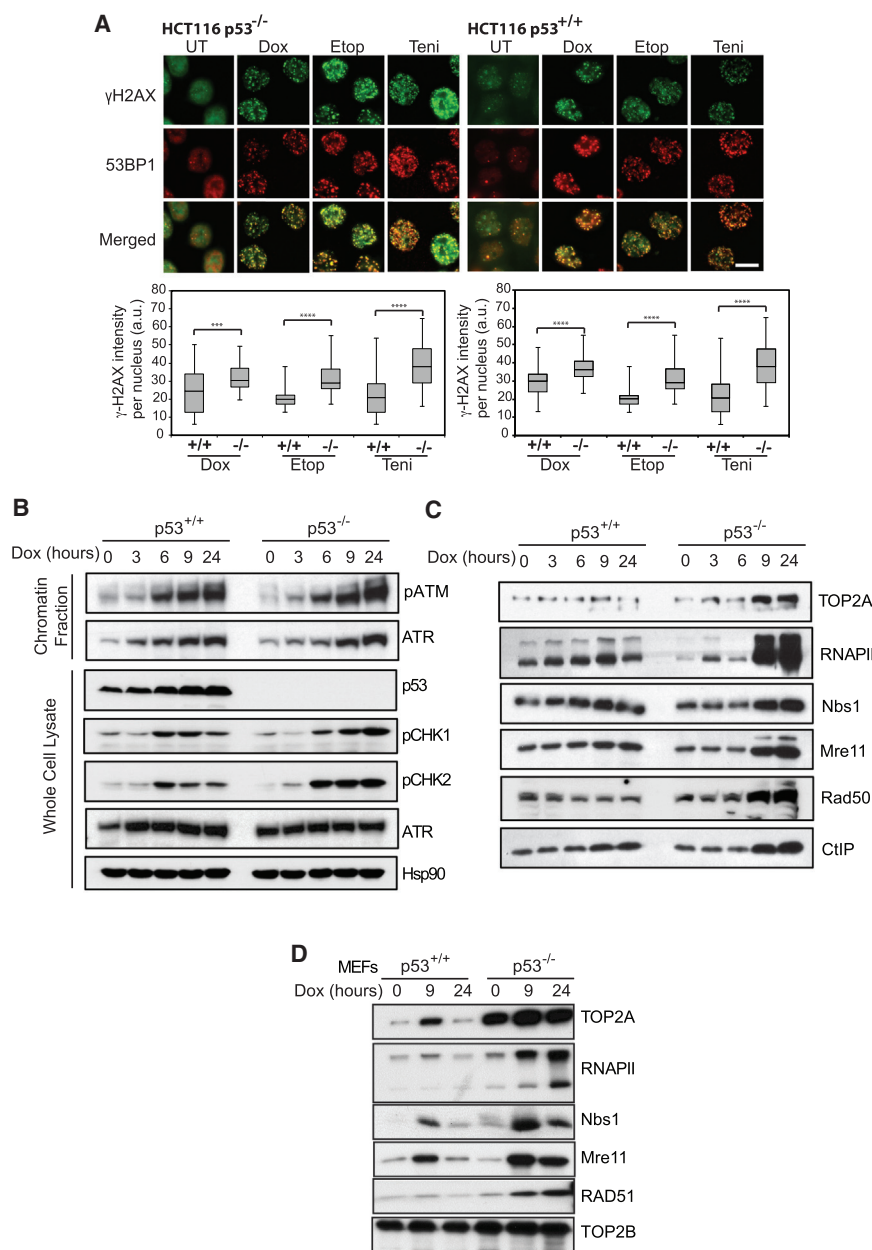 A
HCT116 p53-/-
HCT116 p53+/+
UT Dox Etop Teni UT Dox Etop Teni
γH2AX
53BP1
Merged
γ-H2AX intensity
per nucleus (a.u.)
80
70
60
50
40
30
20
10
0
*** **** ****
+/+ -/- +/+ -/- +/+ -/-
Dox Etop Teni
γ-H2AX intensity
per nucleus (a.u.)
80
70
60
50
40
30
20
10
0
**** **** ****
+/+ -/- +/+ -/- +/+ -/-
Dox Etop Teni
B
p53+/+ p53-/-
Dox (hours) 0 3 6 9 24 0 3 6 9 24
Chromatin
Fraction
pATM
ATR
Whole Cell Lysate
p53
pCHK1
pCHK2
ATR
Hsp90
C
p53+/+ p53-/-
Dox (hours) 0 3 6 9 24 0 3 6 9 24
TOP2A
RNAPII
Nbs1
Mre11
Rad50
CtIP
D
MEFs p53+/+ p53-/-
Dox (hours) 0 9 24 0 9 24
TOP2A
RNAPII
Nbs1
Mre11
RAD51
TOP2B